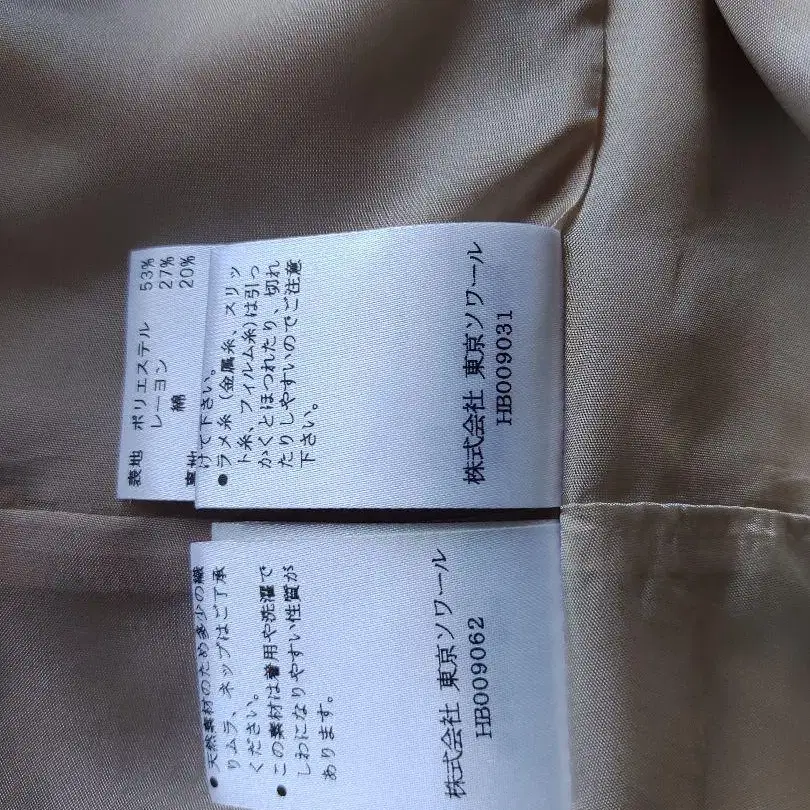 表地 ポリエステル 53%
レーヨン 27%
綿 20%
けて下さい。
●ラメ糸(金属糸、スリッ
ト糸、フィルム糸)は引っ
かくとほつれたり、切れ
たりしやすいのでご注意
下さい。
株式会社 東京ソワール
HB009031
●天然素材のため多少の織
りムラ、ネップはご了承
ください。
●この素材は着用や洗濯で
しわになりやすい性質が
あります。
株式会社 東京ソワール
HB009062